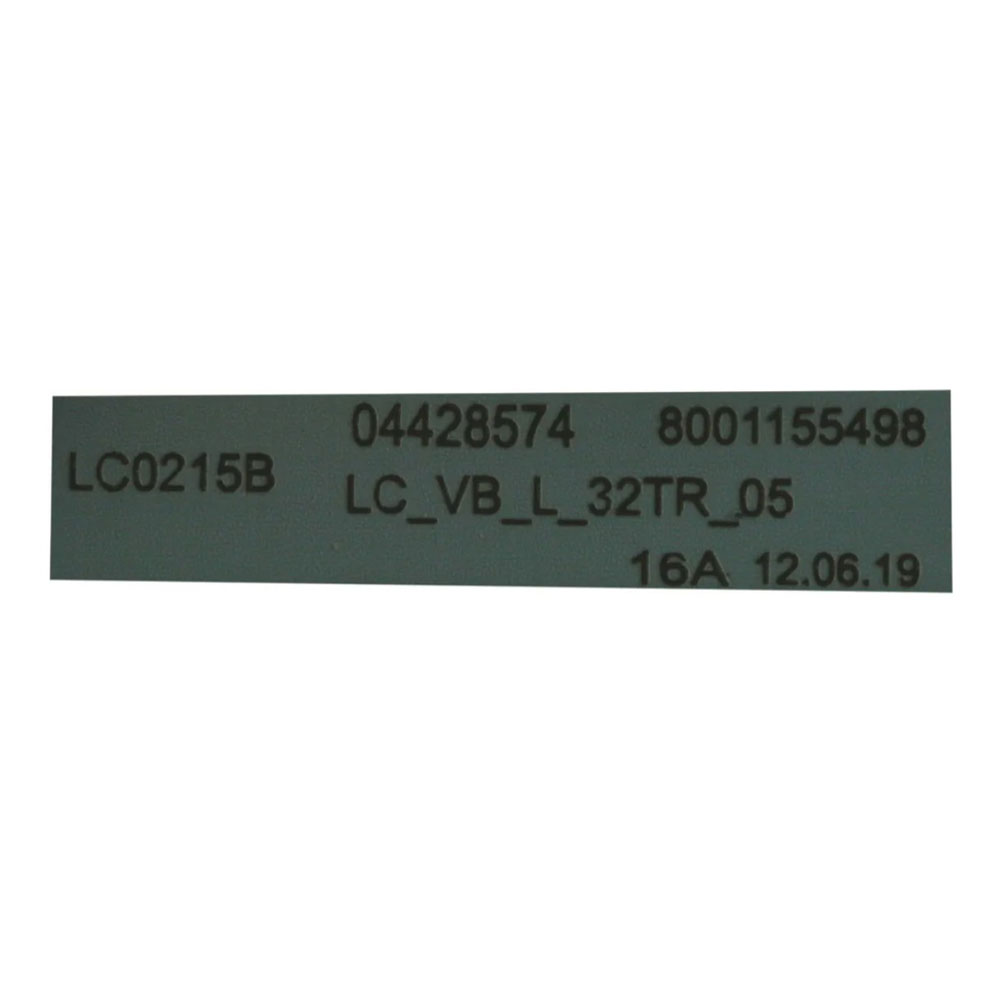 04428574 8001155498
LC0215B
LC_VB_L_32TR_05
16A 12.06.19